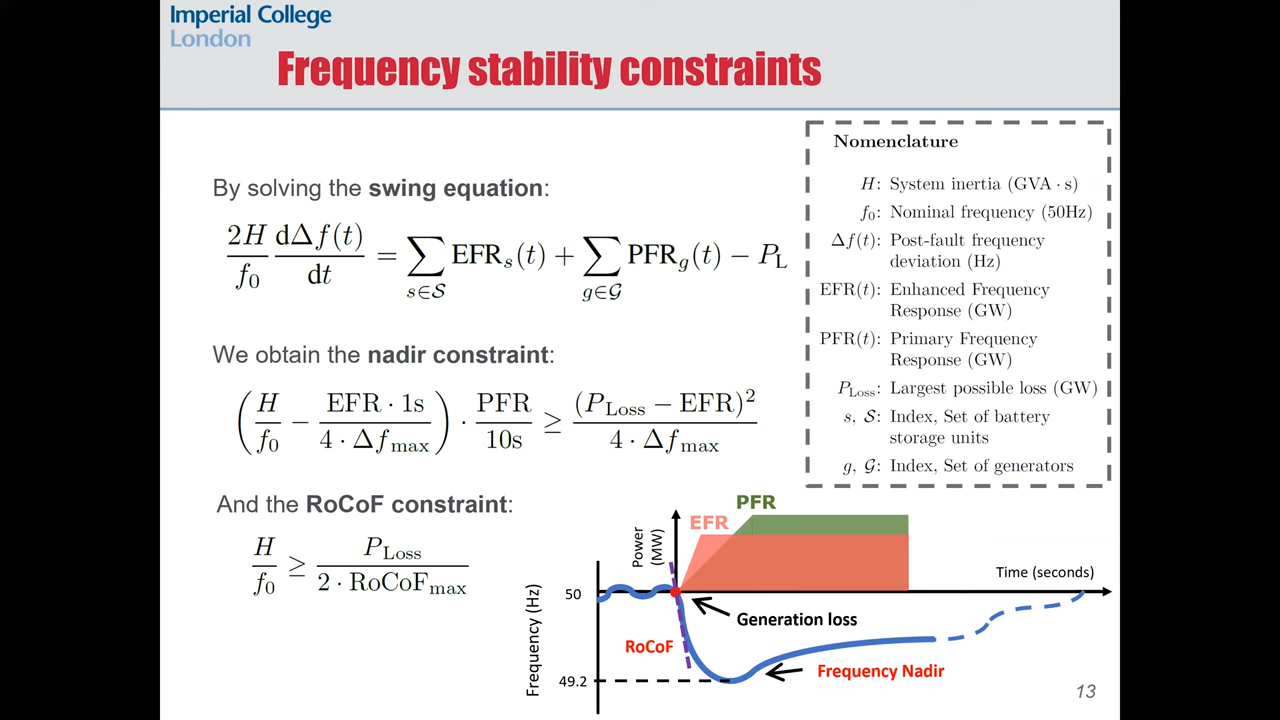 Imperial College
London
Frequency stability constraints
By solving the swing equation:
2H/f₀ dΔf(t)/dt = ∑_{s∈𝒮} EFRₛ(t) + ∑_{g∈𝒢} PFR_g(t) − P_L
We obtain the nadir constraint:
(H/f₀ − EFR · 1s/4 · Δf_max) · PFR/10s ≥ (P_Loss − EFR)²/4 · Δf_max
And the RoCoF constraint:
H/f₀ ≥ P_Loss/2 · RoCoF_max
Nomenclature
H: System inertia (GVA · s)
f₀: Nominal frequency (50Hz)
Δf(t): Post-fault frequency
deviation (Hz)
EFR(t): Enhanced Frequency
Response (GW)
PFR(t): Primary Frequency
Response (GW)
P_Loss: Largest possible loss (GW)
s, 𝒮: Index, Set of battery
storage units
g, 𝒢: Index, Set of generators
PFR
EFR
Power
(MW)
Time (seconds)
Frequency (Hz)
50
Generation loss
RoCoF
Frequency Nadir
49.2
13